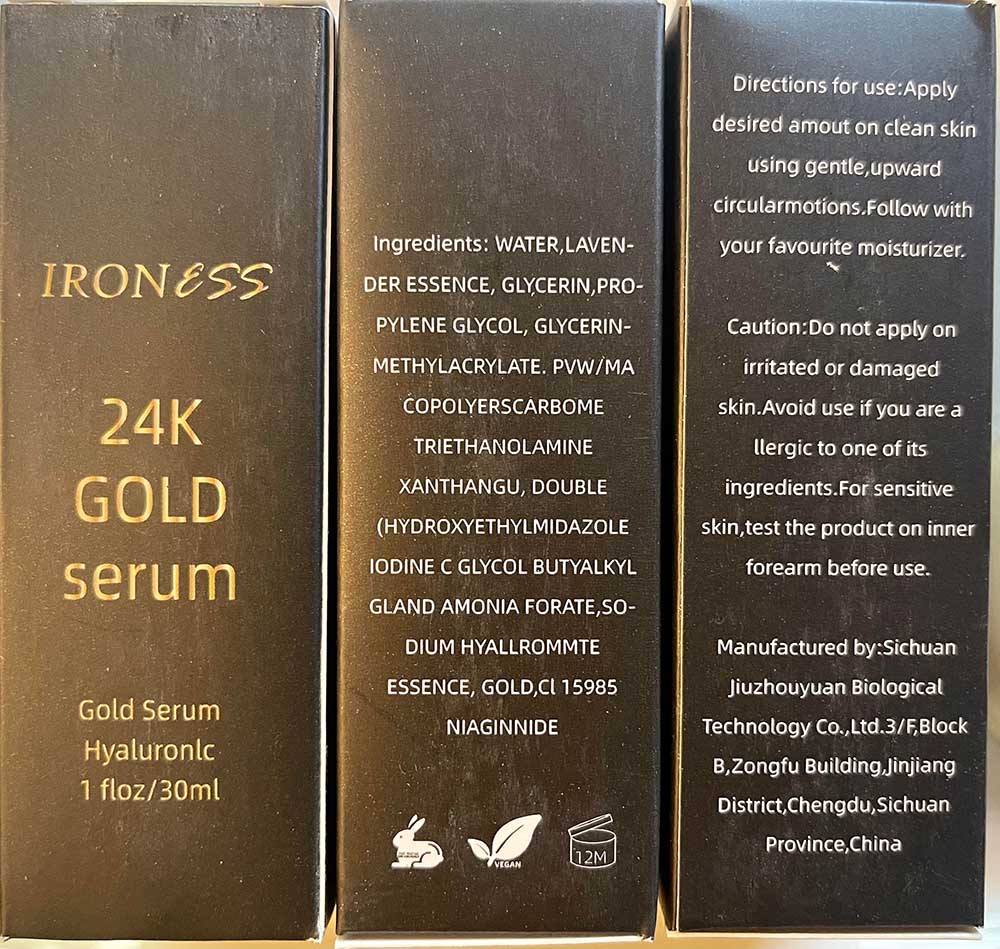 IRONESS
24K
GOLD
serum
Gold Serum
Hyaluronlc
1 floz/30ml
Ingredients: WATER,LAVEN-
DER ESSENCE, GLYCERIN,PRO-
PYLENE GLYCOL, GLYCERIN-
METHYLACRYLATE. PVW/MA
COPOLYERSCARBOME
TRIETHANOLAMINE
XANTHANGU, DOUBLE
(HYDROXYETHYLMIDAZOLE
IODINE C GLYCOL BUTYALKYL
GLAND AMONIA FORATE,SO-
DIUM HYALLROMMTE
ESSENCE, GOLD,Cl 15985
NIAGINNIDE
VEGAN
12M
Directions for use:Apply
desired amout on clean skin
using gentle,upward
circularmotions.Follow with
your favourite moisturizer.
Caution:Do not apply on
irritated or damaged
skin.Avoid use if you are a
llergic to one of its
ingredients.For sensitive
skin,test the product on inner
forearm before use.
Manufactured by:Sichuan
Jiuzhouyuan Biological
Technology Co.,Ltd.3/F,Block
B,Zongfu Building,Jinjiang
District,Chengdu,Sichuan
Province,China